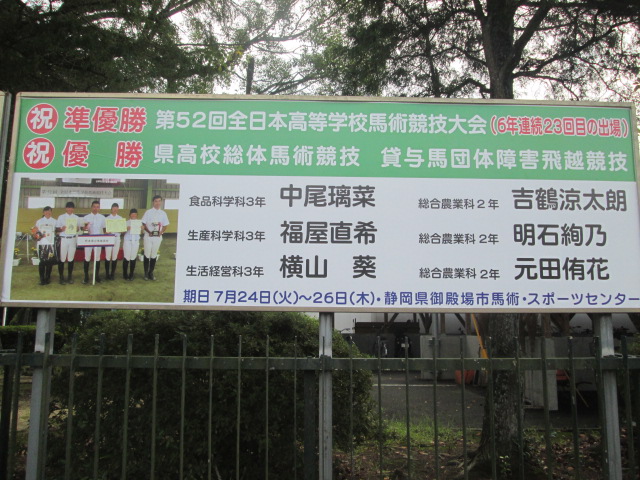 祝 準優勝 第52回全日本高等学校馬術競技大会(6年連続23回目の出場)
祝 優 勝 県高校総体馬術競技 貸与馬団体障害飛越競技
食品科学科3年 中尾璃菜 総合農業科2年 吉鶴涼太朗
生産科学科3年 福屋直希 総合農業科2年 明石絢乃
生活経営科3年 横山 葵 総合農業科2年 元田侑花
期日 7月24日(火)~26日(木)・静岡県御殿場市馬術・スポーツセンター